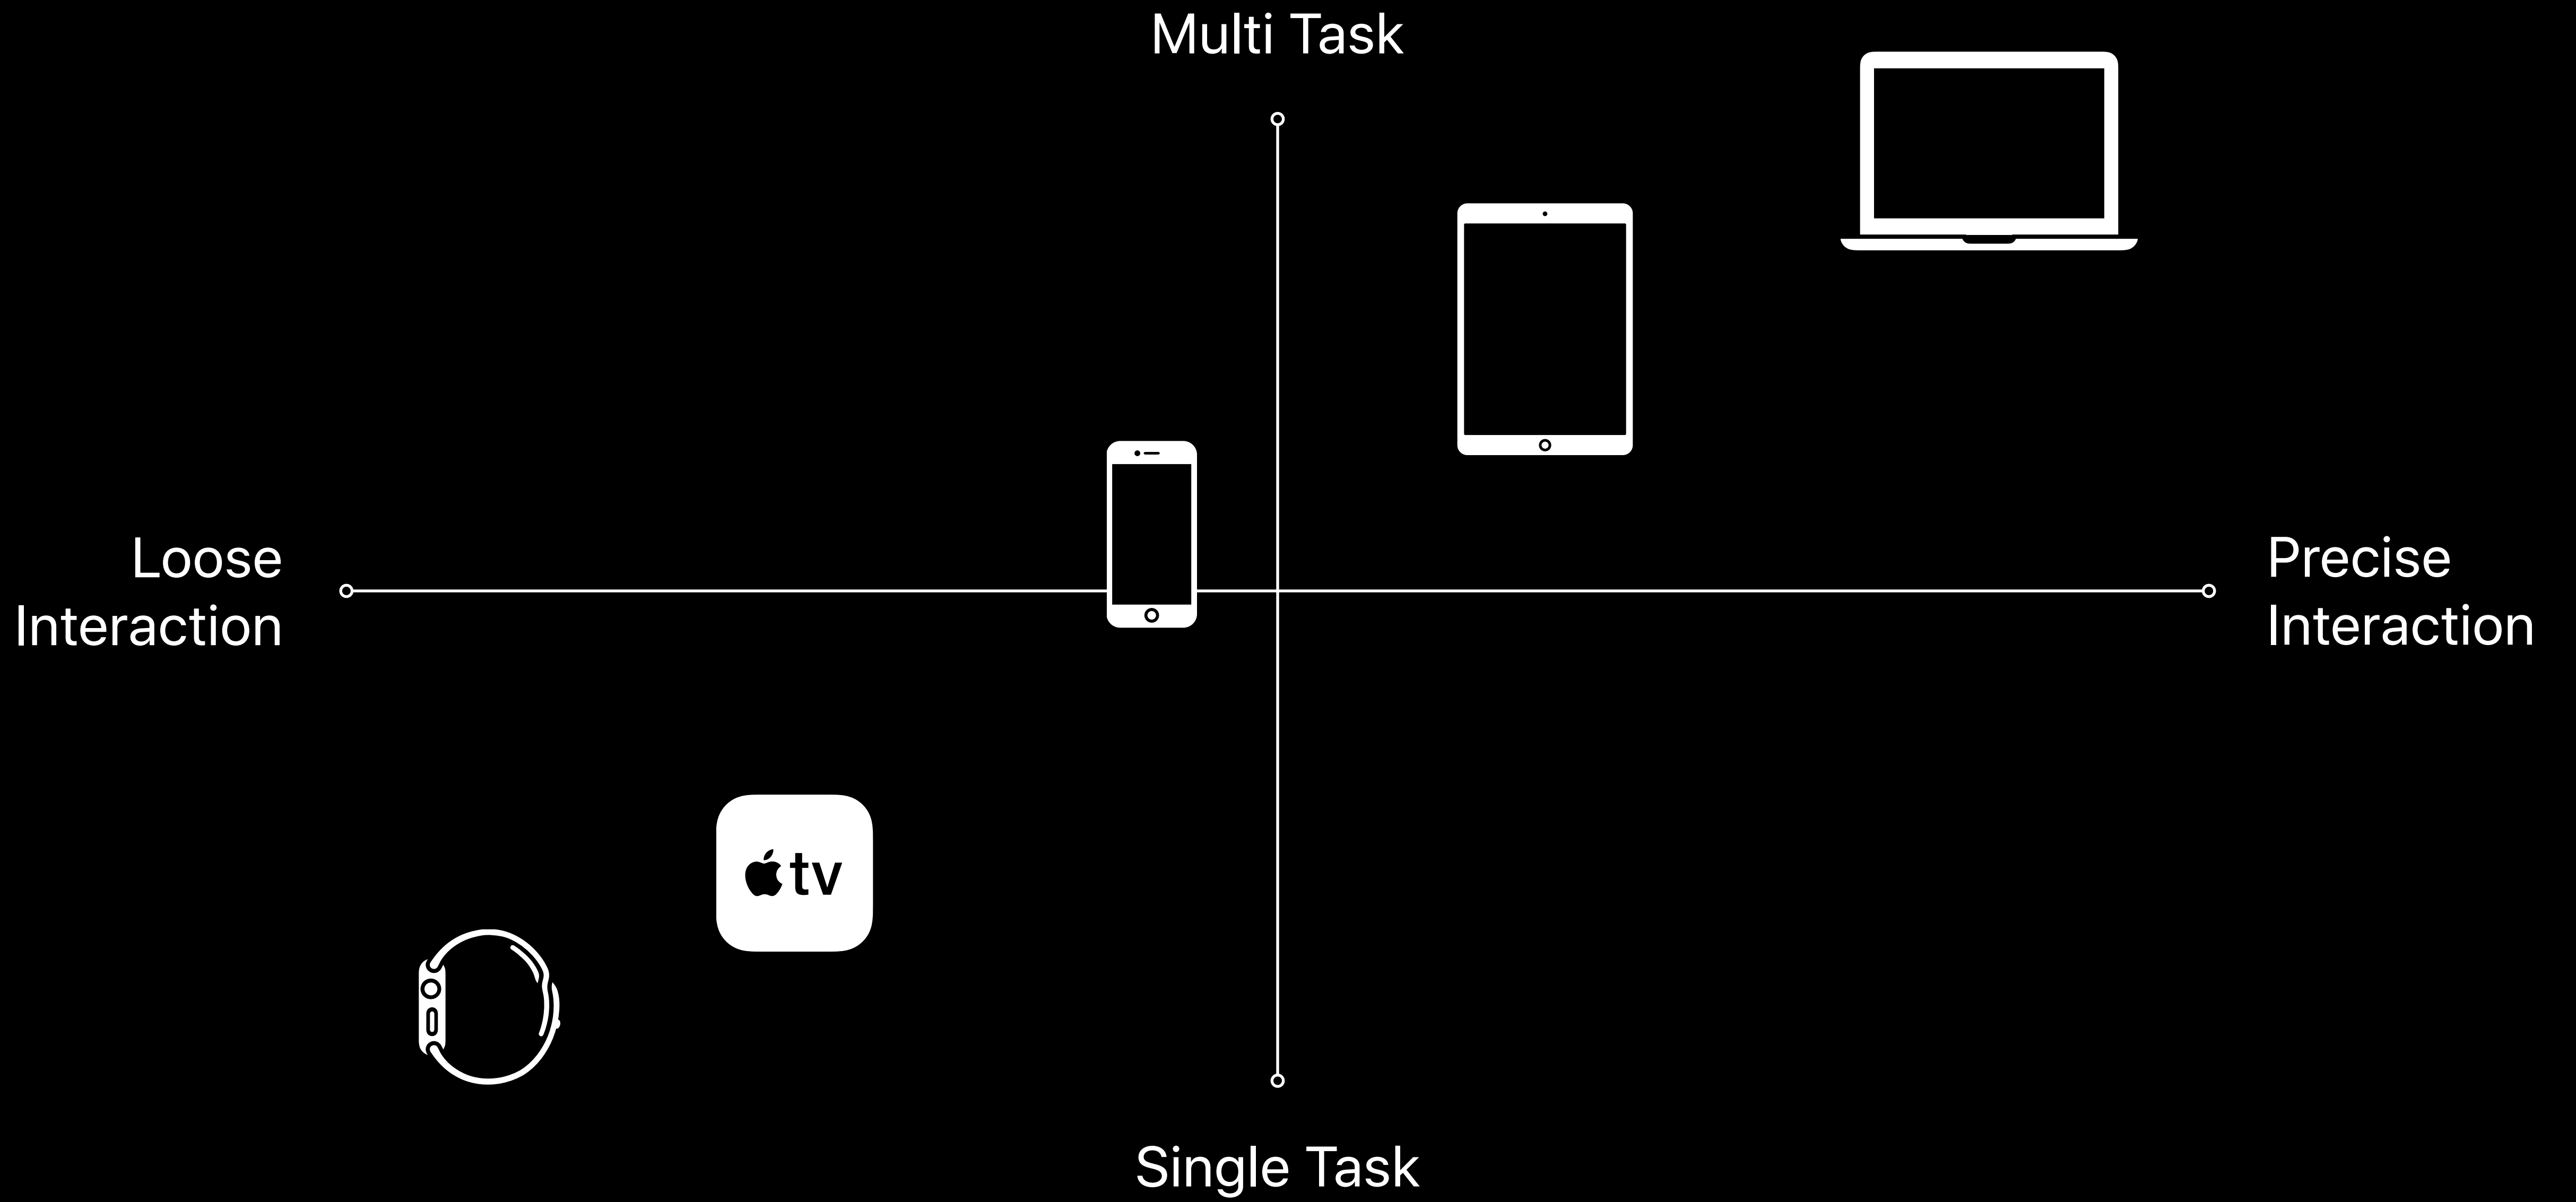 Multi Task
Loose
Interaction
Precise
Interaction
tv
Single Task